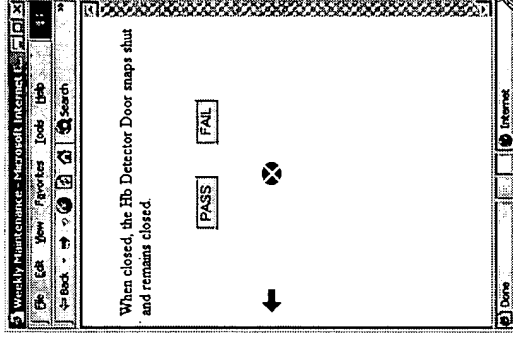 Weekly Maintenance - Microsoft Internet E
File Edit View Favorites Tools Help
Back Search
When closed, the Hb Detector Door snaps shut
and remains closed.
PASS FAIL
Done Internet